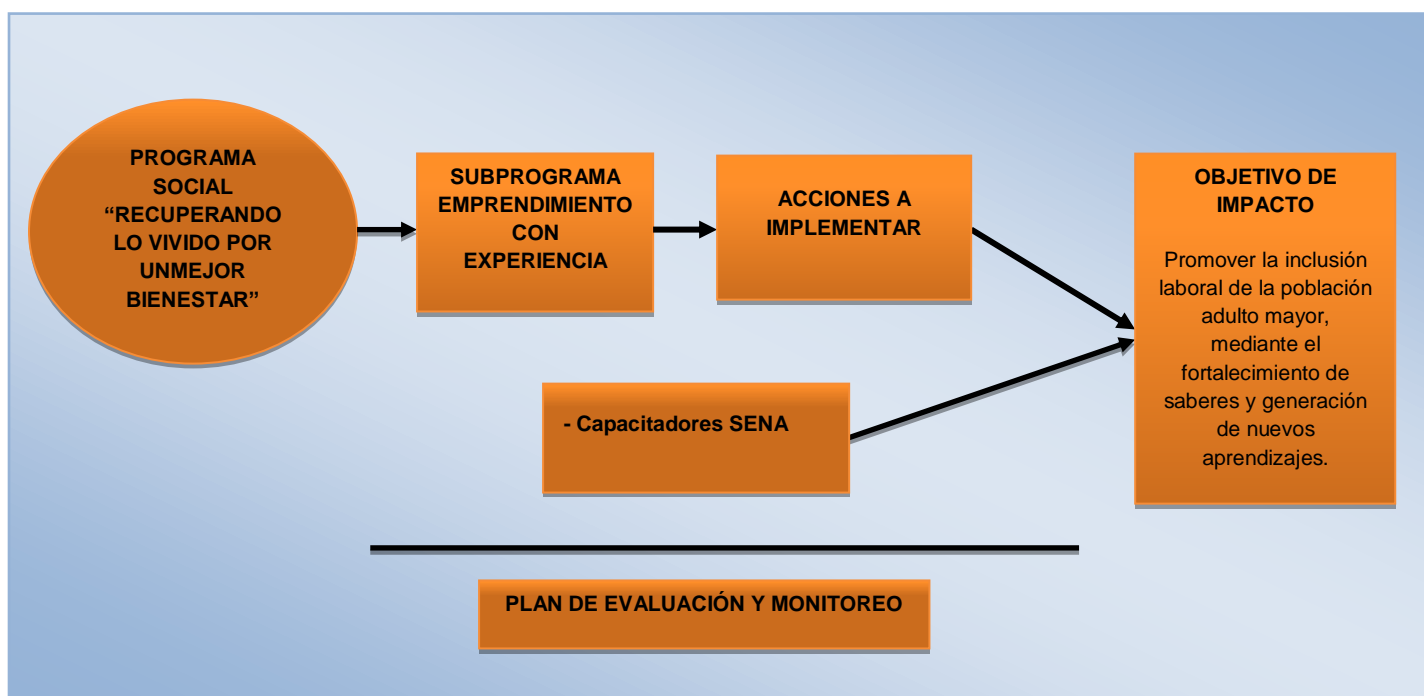 PROGRAMA
SOCIAL
“RECUPERANDO
LO VIVIDO POR
UNMEJOR
BIENESTAR”
SUBPROGRAMA
EMPRENDIMIENTO
CON
EXPERIENCIA
ACCIONES A
IMPLEMENTAR
OBJETIVO DE
IMPACTO
Promover la inclusión
laboral de la población
adulto mayor,
mediante el
fortalecimiento de
saberes y generación
de nuevos
aprendizajes.
- Capacitadores SENA
PLAN DE EVALUACIÓN Y MONITOREO